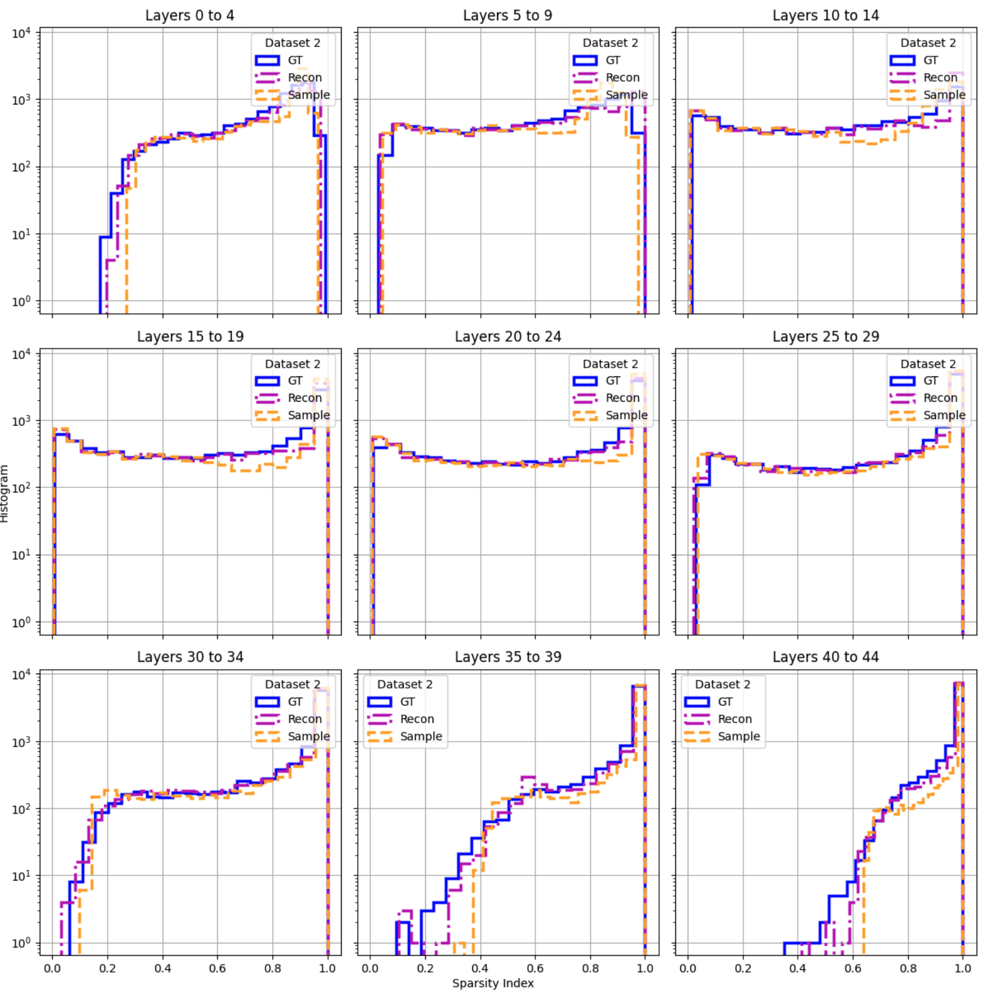 Layers 0 to 4
Layers 5 to 9
Layers 10 to 14
10⁴
10³
10²
10¹
10⁰
Dataset 2
GT
Recon
Sample
Dataset 2
GT
Recon
Sample
Dataset 2
GT
Recon
Sample
Layers 15 to 19
Layers 20 to 24
Layers 25 to 29
Histogram
10⁴
10³
10²
10¹
10⁰
Dataset 2
GT
Recon
Sample
Dataset 2
GT
Recon
Sample
Dataset 2
GT
Recon
Sample
Layers 30 to 34
Layers 35 to 39
Layers 40 to 44
10⁴
10³
10²
10¹
10⁰
Dataset 2
GT
Recon
Sample
Dataset 2
GT
Recon
Sample
Dataset 2
GT
Recon
Sample
0.0 0.2 0.4 0.6 0.8 1.0
0.0 0.2 0.4 0.6 0.8 1.0
0.0 0.2 0.4 0.6 0.8 1.0
Sparsity Index